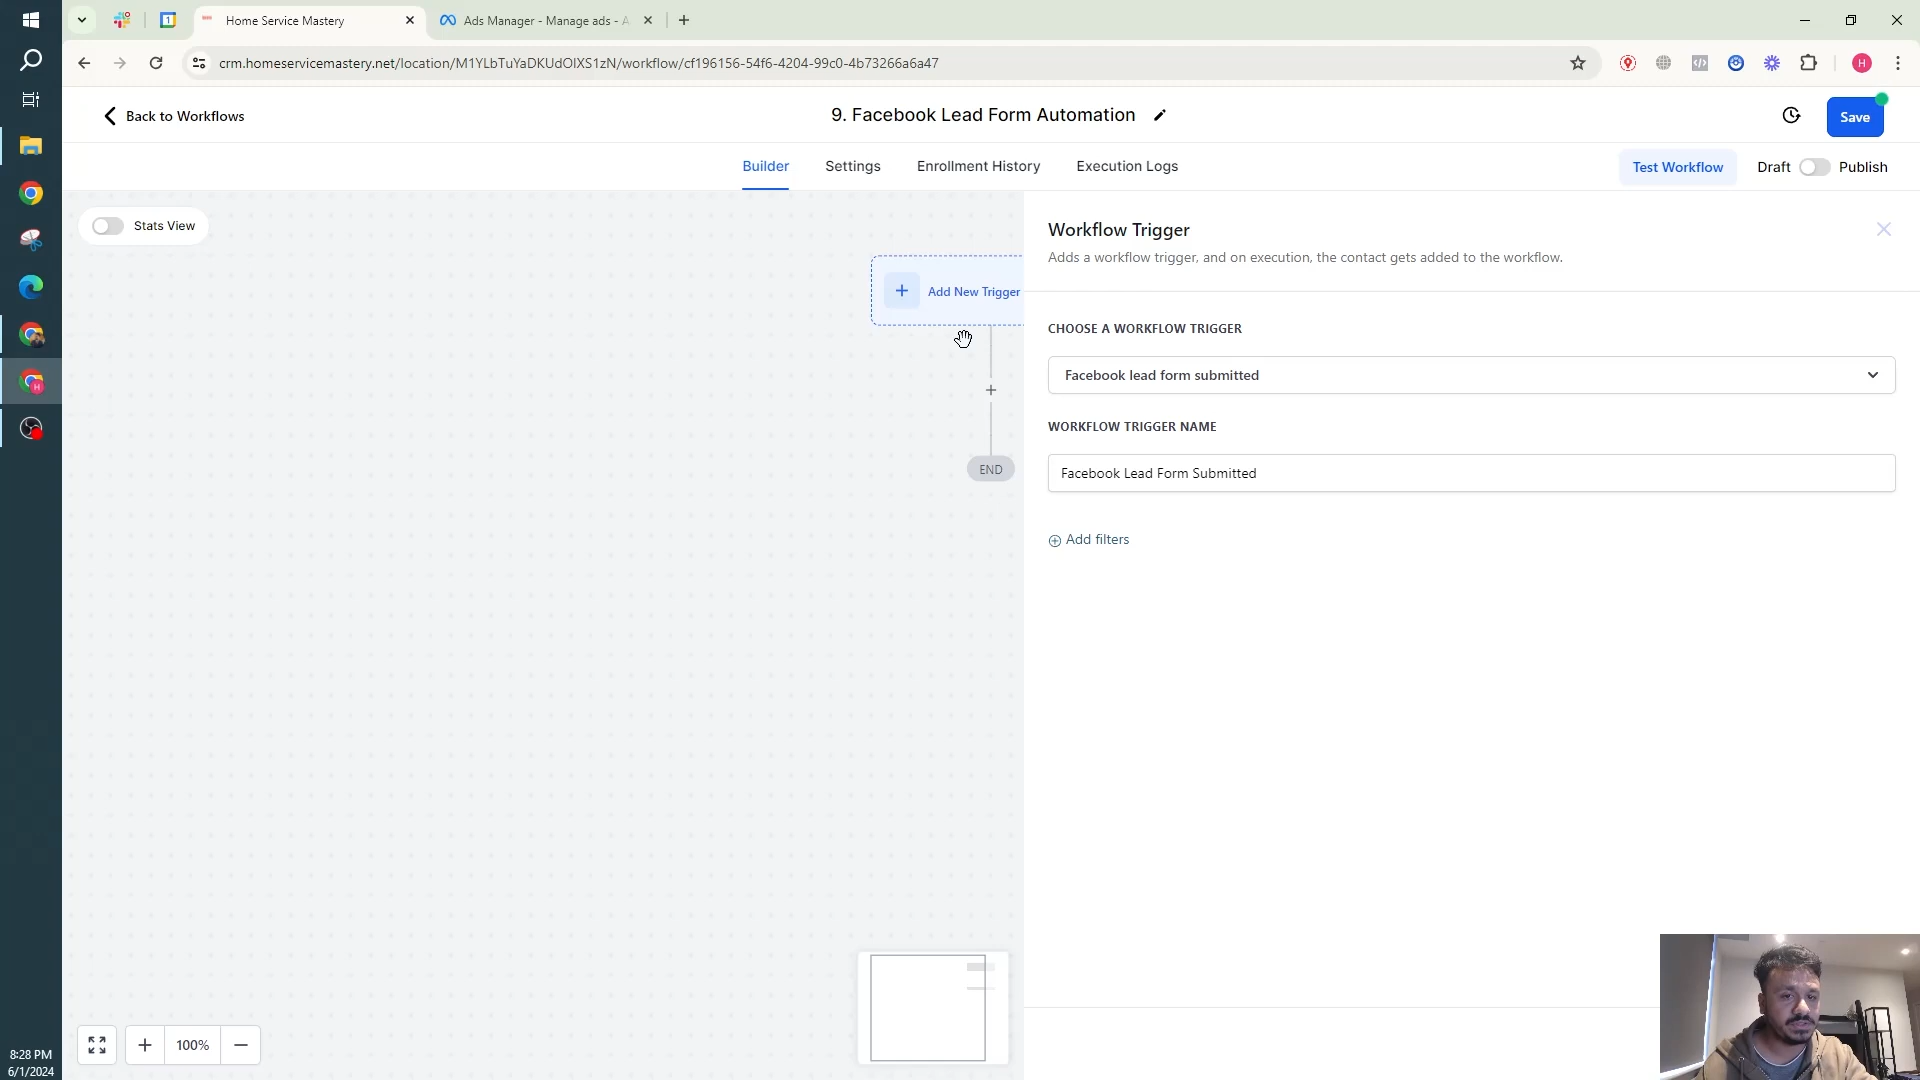 1
Home Service Mastery
Ads Manager - Manage ads - A
crm.homeservicemastery.net/location/M1YLbTuYaDKUdOlXS1zN/workflow/cf196156-54f6-4204-99c0-4b73266a6a47
H
Back to Workflows
9. Facebook Lead Form Automation
Save
Builder
Settings
Enrollment History
Execution Logs
Test Workflow
Draft
Publish
Stats View
Workflow Trigger
Adds a workflow trigger, and on execution, the contact gets added to the workflow.
Add New Trigger
CHOOSE A WORKFLOW TRIGGER
Facebook lead form submitted
WORKFLOW TRIGGER NAME
END
Facebook Lead Form Submitted
Add filters
100%
8:28 PM
6/1/2024